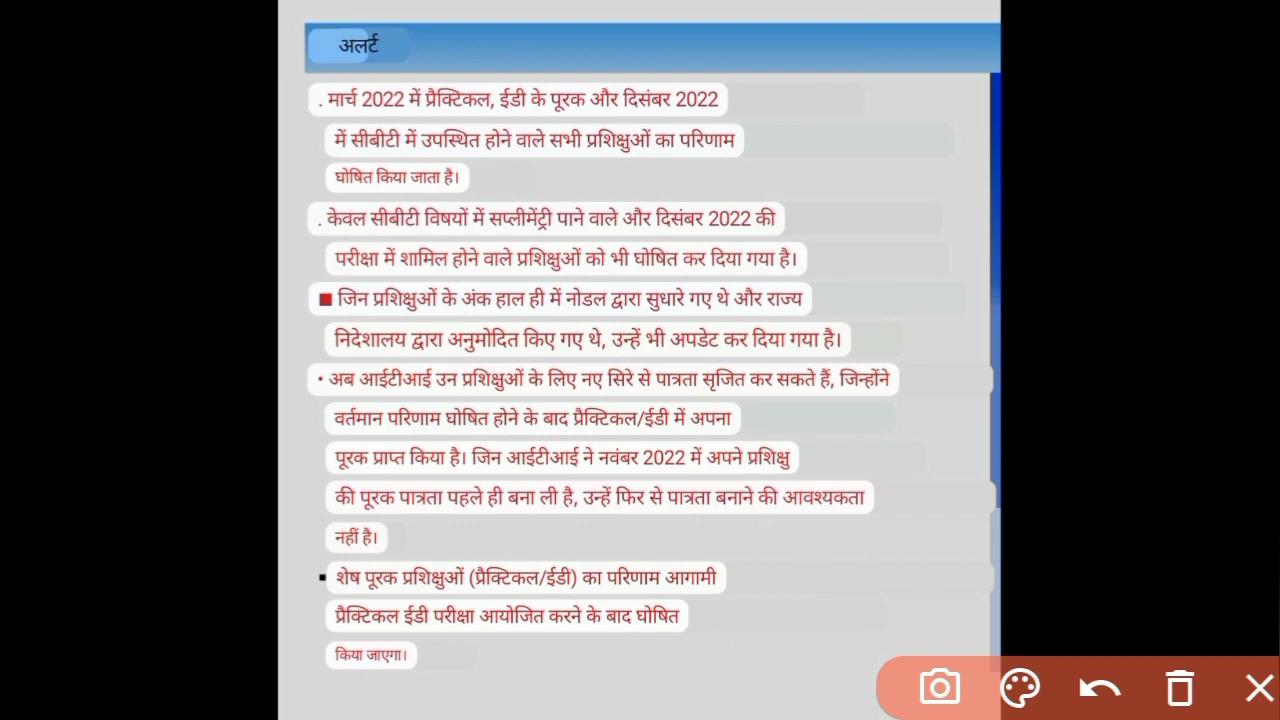 अलर्ट
. मार्च 2022 में प्रैक्टिकल, ईडी के पूरक और दिसंबर 2022
में सीबीटी में उपस्थित होने वाले सभी प्रशिक्षुओं का परिणाम
घोषित किया जाता है।
. केवल सीबीटी विषयों में सप्लीमेंट्री पाने वाले और दिसंबर 2022 की
परीक्षा में शामिल होने वाले प्रशिक्षुओं को भी घोषित कर दिया गया है।
■ जिन प्रशिक्षुओं के अंक हाल ही में नोडल द्वारा सुधारे गए थे और राज्य
निदेशालय द्वारा अनुमोदित किए गए थे, उन्हें भी अपडेट कर दिया गया है।
• अब आईटीआई उन प्रशिक्षुओं के लिए नए सिरे से पात्रता सृजित कर सकते हैं, जिन्होंने
वर्तमान परिणाम घोषित होने के बाद प्रैक्टिकल/ईडी में अपना
पूरक प्राप्त किया है। जिन आईटीआई ने नवंबर 2022 में अपने प्रशिक्षु
की पूरक पात्रता पहले ही बना ली है, उन्हें फिर से पात्रता बनाने की आवश्यकता
नहीं है।
▪ शेष पूरक प्रशिक्षुओं (प्रैक्टिकल/ईडी) का परिणाम आगामी
प्रैक्टिकल ईडी परीक्षा आयोजित करने के बाद घोषित
किया जाएगा।